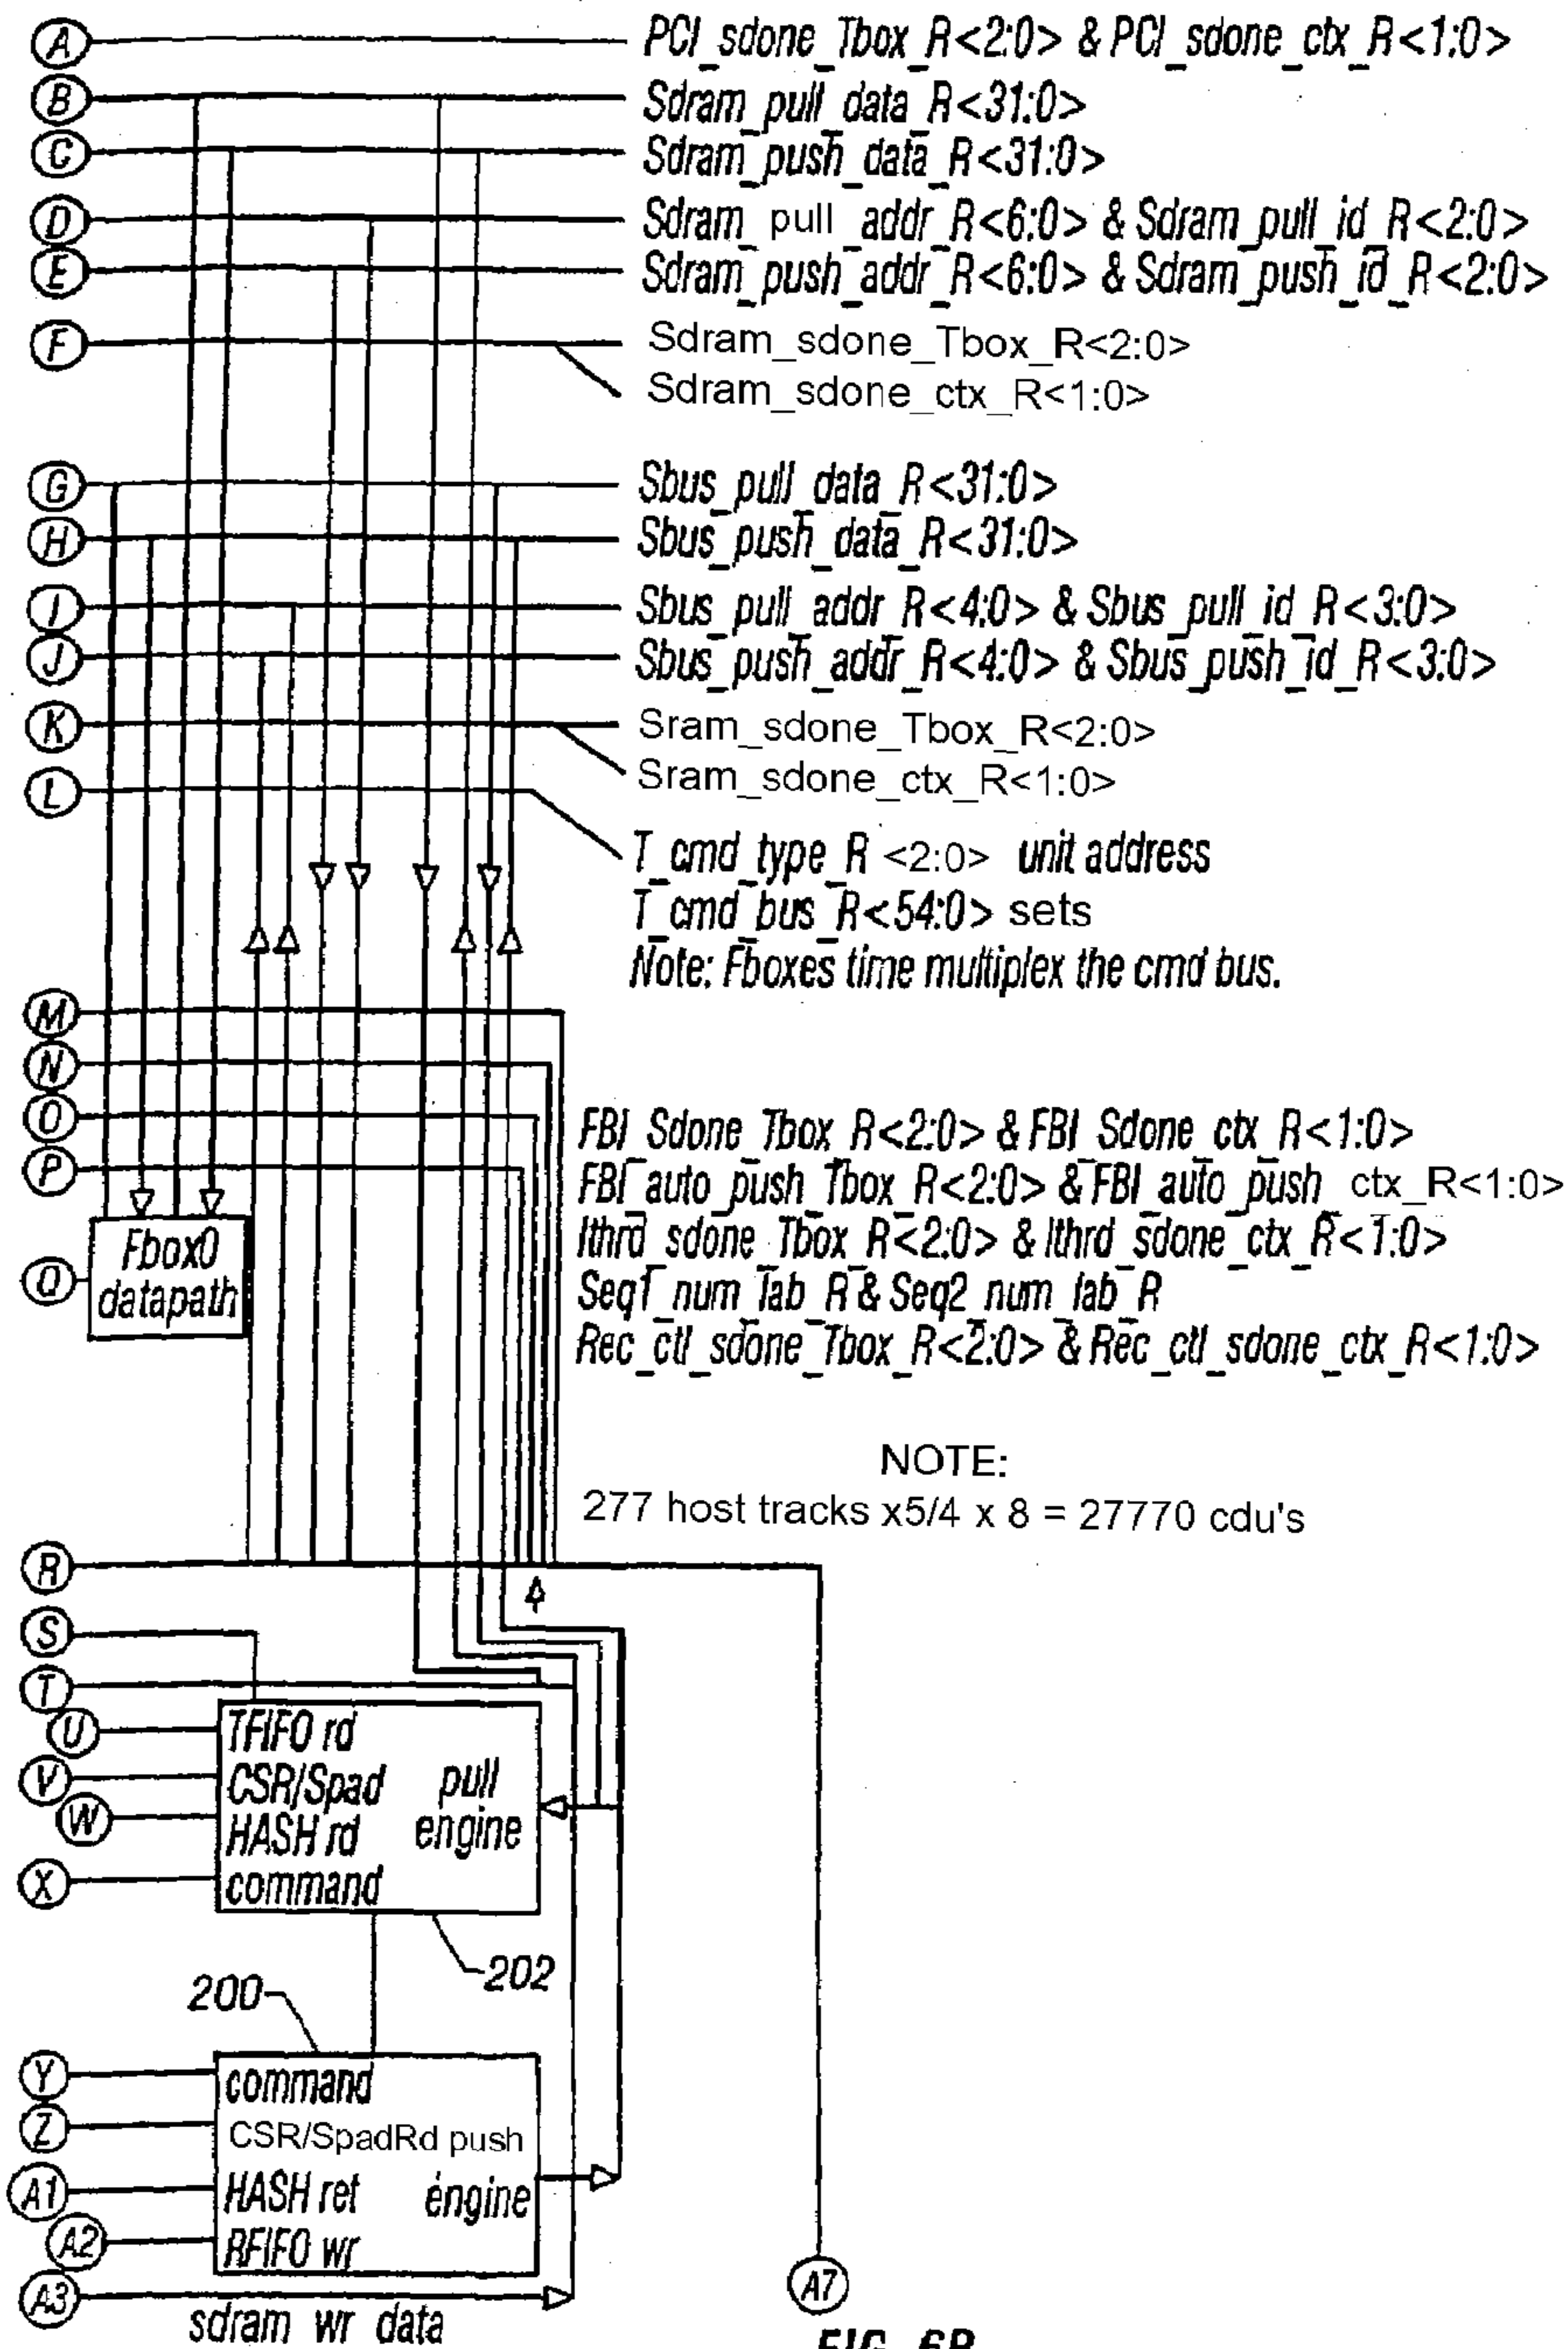 A PCI_sdone_Tbox_R<2:0> & PCI_sdone_ctx_R<1:0>
B Sdram_pull_data_R<31:0>
C Sdram_push_data_R<31:0>
D Sdram_pull_addr_R<6:0> & Sdram_pull_id_R<2:0>
E Sdram_push_addr_R<6:0> & Sdram_push_id_R<2:0>
F Sdram_sdone_Tbox_R<2:0>
Sdram_sdone_ctx_R<1:0>
G Sbus_pull_data_R<31:0>
H Sbus_push_data_R<31:0>
I Sbus_pull_addr_R<4:0> & Sbus_pull_id_R<3:0>
J Sbus_push_addr_R<4:0> & Sbus_push_id_R<3:0>
K Sram_sdone_Tbox_R<2:0>
Sram_sdone_ctx_R<1:0>
L
T_cmd_type_R <2:0> unit address
T_cmd_bus_R<54:0> sets
Note: Fboxes time multiplex the cmd bus.
M
N
O
P
FBI_Sdone_Tbox_R<2:0> & FBI_Sdone_ctx_R<1:0>
FBI_auto_push_Tbox_R<2:0> & FBI_auto_push_ctx_R<1:0>
Ithrd_sdone_Tbox_R<2:0> & Ithrd_sdone_ctx_R<1:0>
Seq1_num_lab_R & Seq2_num_lab_R
Rec_ctl_sdone_Tbox_R<2:0> & Rec_ctl_sdone_ctx_R<1:0>
Fbox0
Q datapath
NOTE:
277 host tracks x5/4 x 8 = 27770 cdu's
R
S
T
U TFIFO rd
V CSR/Spad pull
W HASH rd engine
X command
202
200
Y command
Z CSR/SpadRd push
A1 HASH ret engine
A2 RFIFO wr
A3 sdram wr data
A7
FIG. 6B